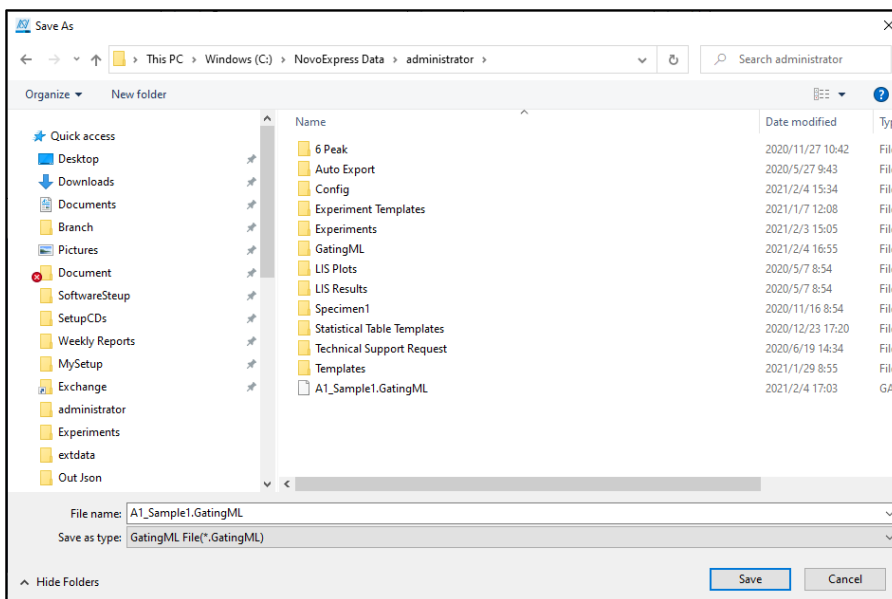 Save As
This PC > Windows (C:) > NovoExpress Data > administrator >
Search administrator
Organize
New folder
Name
Date modified
Quick access
Desktop
Downloads
Documents
Branch
Pictures
Document
SoftwareSteup
SetupCDs
Weekly Reports
MySetup
Exchange
administrator
Experiments
extdata
Out Json
6 Peak 2020/11/27 10:42
Auto Export 2020/5/27 9:43
Config 2021/2/4 15:34
Experiment Templates 2021/1/7 12:08
Experiments 2021/2/3 15:05
GatingML 2021/2/4 16:55
LIS Plots 2020/5/7 8:54
LIS Results 2020/5/7 8:54
Specimen1 2020/11/16 8:54
Statistical Table Templates 2020/12/23 17:20
Technical Support Request 2020/6/19 14:34
Templates 2021/1/29 8:55
A1_Sample1.GatingML 2021/2/4 17:03
File name: A1_Sample1.GatingML
Save as type: GatingML File(*.GatingML)
Hide Folders
Save
Cancel